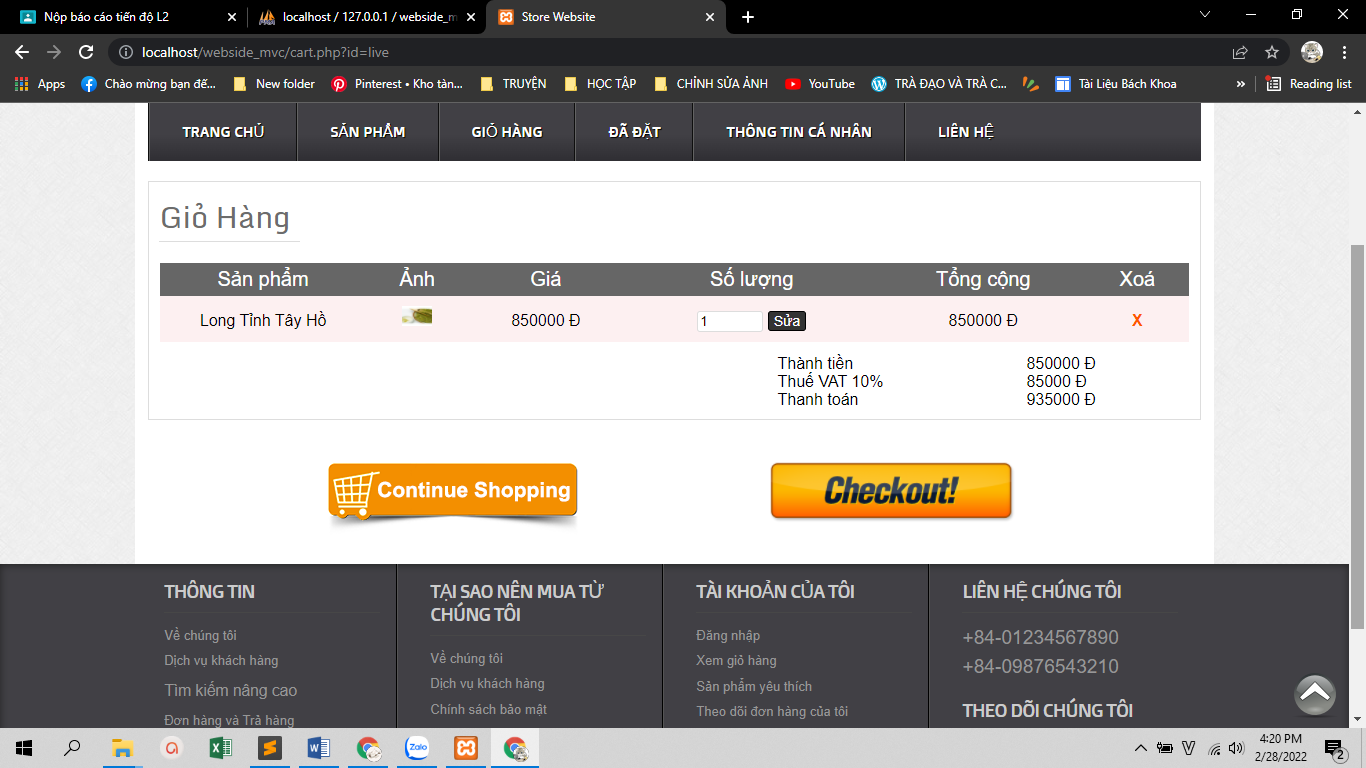 Nộp báo cáo tiến độ L2
localhost / 127.0.0.1 / webside_m
Store Website
localhost/webside_mvc/cart.php?id=live
Apps
Chào mừng bạn đế...
New folder
Pinterest • Kho tàn...
TRUYỆN
HỌC TẬP
CHỈNH SỬA ẢNH
YouTube
TRÀ ĐẠO VÀ TRÀ C...
Tài Liệu Bách Khoa
»
Reading list
TRANG CHỦ
SẢN PHẨM
GIỎ HÀNG
ĐÃ ĐẶT
THÔNG TIN CÁ NHÂN
LIÊN HỆ
Giỏ Hàng
Sản phẩm Ảnh Giá Số lượng Tổng cộng Xoá
Long Tỉnh Tây Hồ 850000 Đ 1 Sửa 850000 Đ X
Thành tiền 850000 Đ
Thuế VAT 10% 85000 Đ
Thanh toán 935000 Đ
Continue Shopping
Checkout!
THÔNG TIN
Về chúng tôi
Dịch vụ khách hàng
Tìm kiếm nâng cao
Đơn hàng và Trả hàng
TẠI SAO NÊN MUA TỪ
CHÚNG TÔI
Về chúng tôi
Dịch vụ khách hàng
Chính sách bảo mật
TÀI KHOẢN CỦA TÔI
Đăng nhập
Xem giỏ hàng
Sản phẩm yêu thích
Theo dõi đơn hàng của tôi
LIÊN HỆ CHÚNG TÔI
+84-01234567890
+84-09876543210
THEO DÕI CHÚNG TÔI
Zalo
4:20 PM
2/28/2022
2